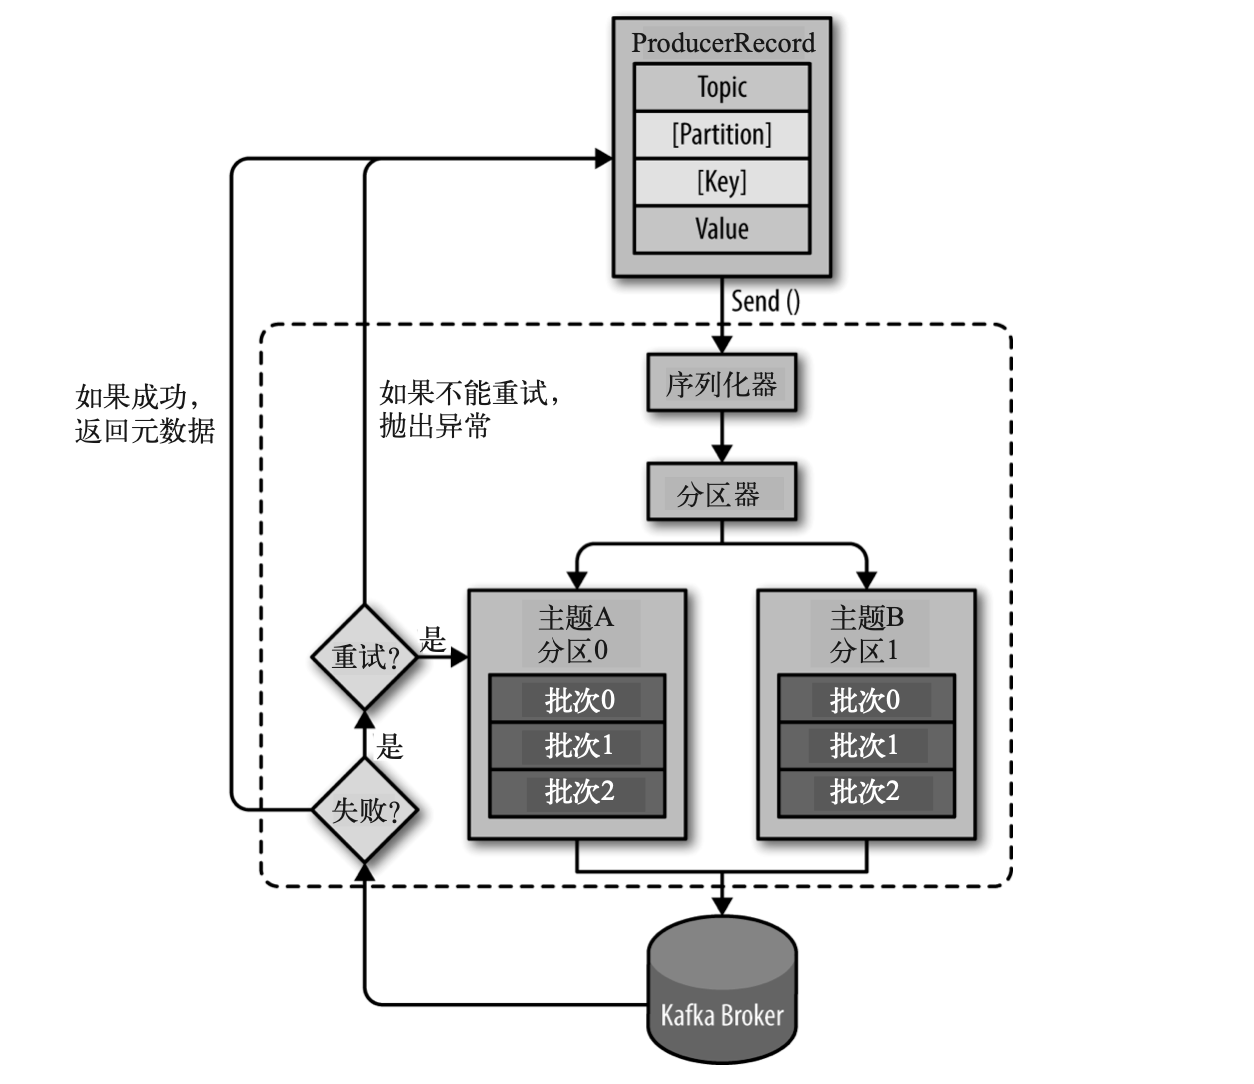 ProducerRecord
Topic
[Partition]
[Key]
Value
Send ()
序列化器
如果成功，
返回元数据
如果不能重试，
抛出异常
分区器
主题A
分区0
主题B
分区1
重试？
是
批次0
批次1
批次2
批次0
批次1
批次2
是
失败？
Kafka Broker